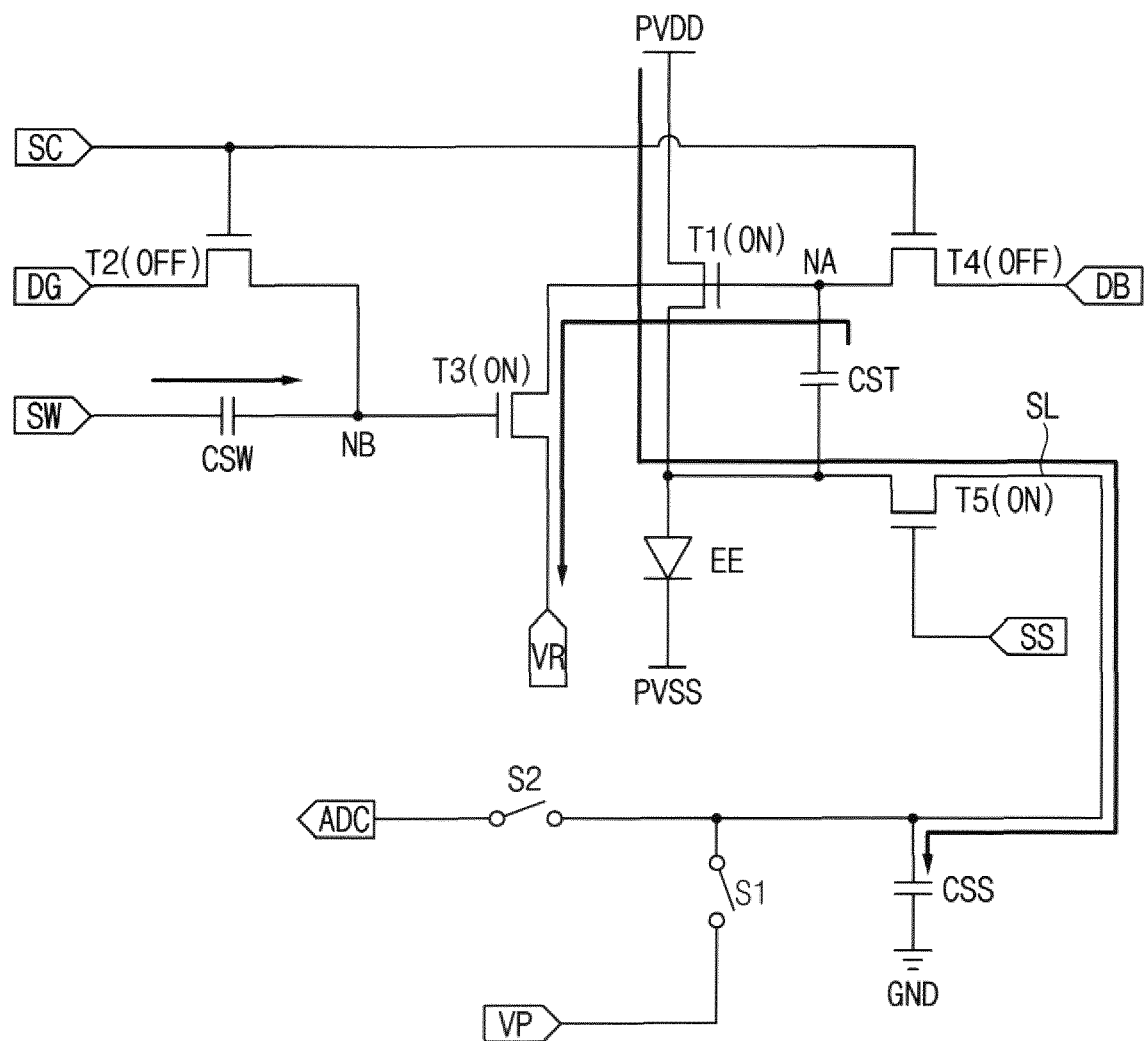 PVDD
SC
T1(ON)
T2(OFF)
NA
T4(OFF)
DG
DB
T3(ON)
CST
SW
SL
CSW
NB
T5(ON)
EE
SS
VR
PVSS
S2
ADC
S1
CSS
GND
VP